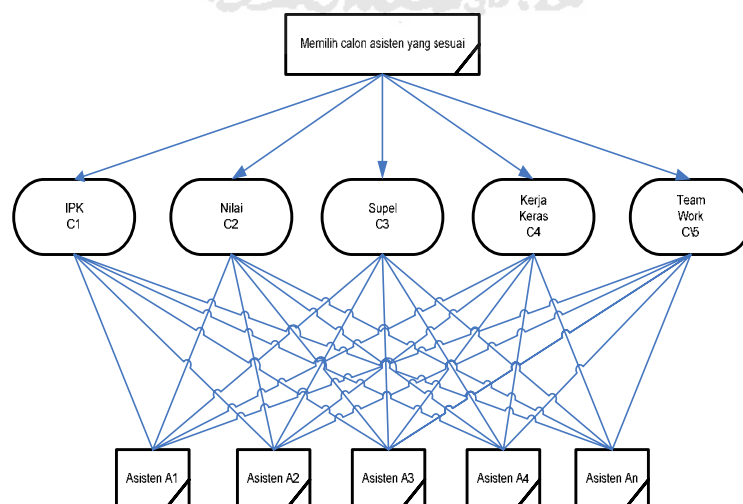 Memilih calon asisten yang sesuai
IPK
C1
Nilai
C2
Supel
C3
Kerja
Keras
C4
Team
Work
C\5
Asisten A1
Asisten A2
Asisten A3
Asisten A4
Asisten An